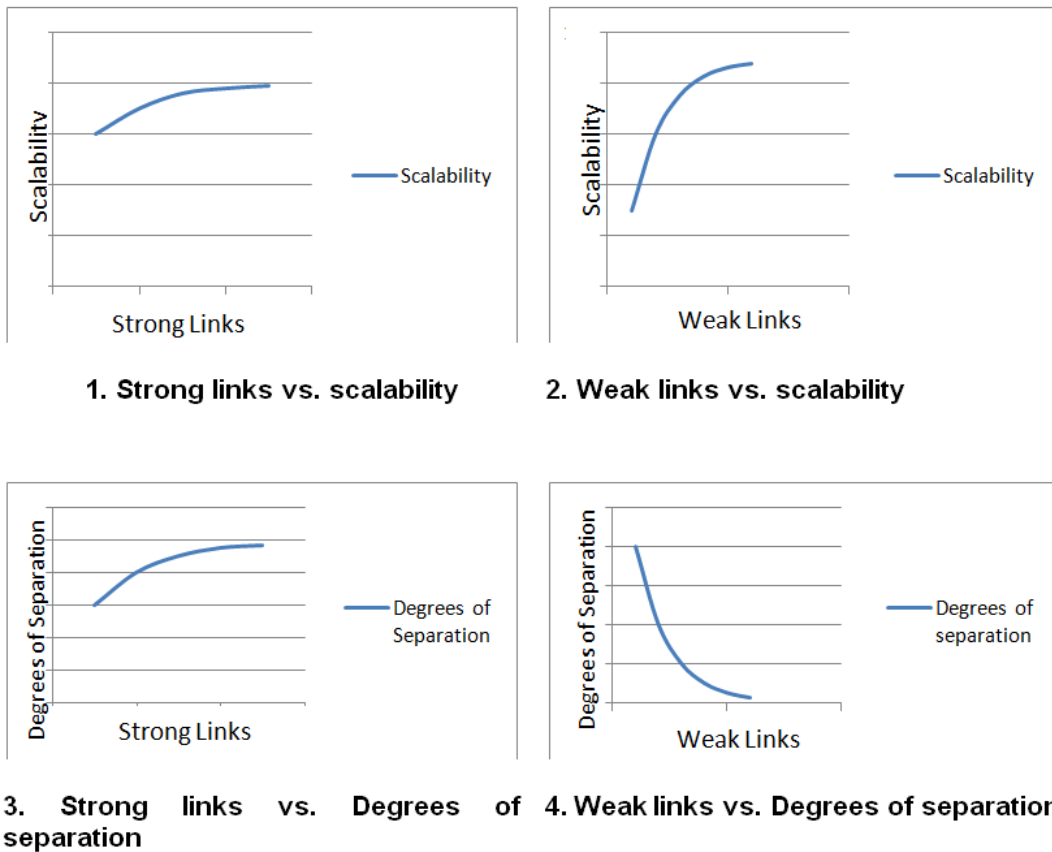 Scalability
Scalability
Strong Links
1. Strong links vs. scalability
Scalability
Scalability
Weak Links
2. Weak links vs. scalability
Degrees of Separation
Degrees of
Separation
Strong Links
3. Strong links vs. Degrees of
separation
Degrees of Separation
Degrees of
separation
Weak Links
4. Weak links vs. Degrees of separation